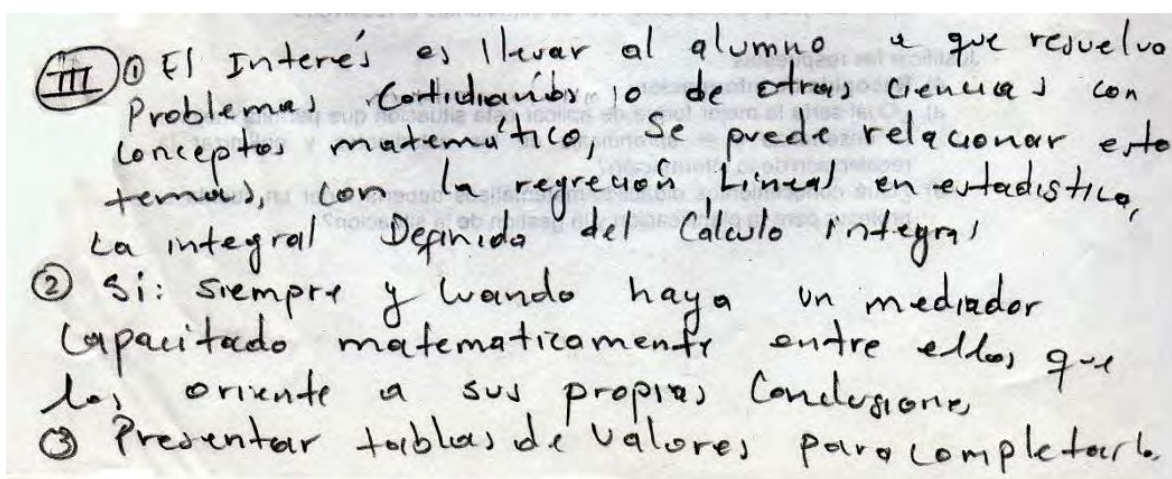 III ① El Interés es llevar al alumno a que resuelva
Problemas Cotidianos, o de otras ciencias con
conceptos matemático, Se puede relacionar esto
temas, con la regresión Lineal en estadistica,
La integral Definida del Cálculo integral
② Si: siempre y cuando haya un mediador
Capacitado matematicamente entre ellos que
los oriente a sus propias Conclusiones
③ Presentar tablas de valores para completarla